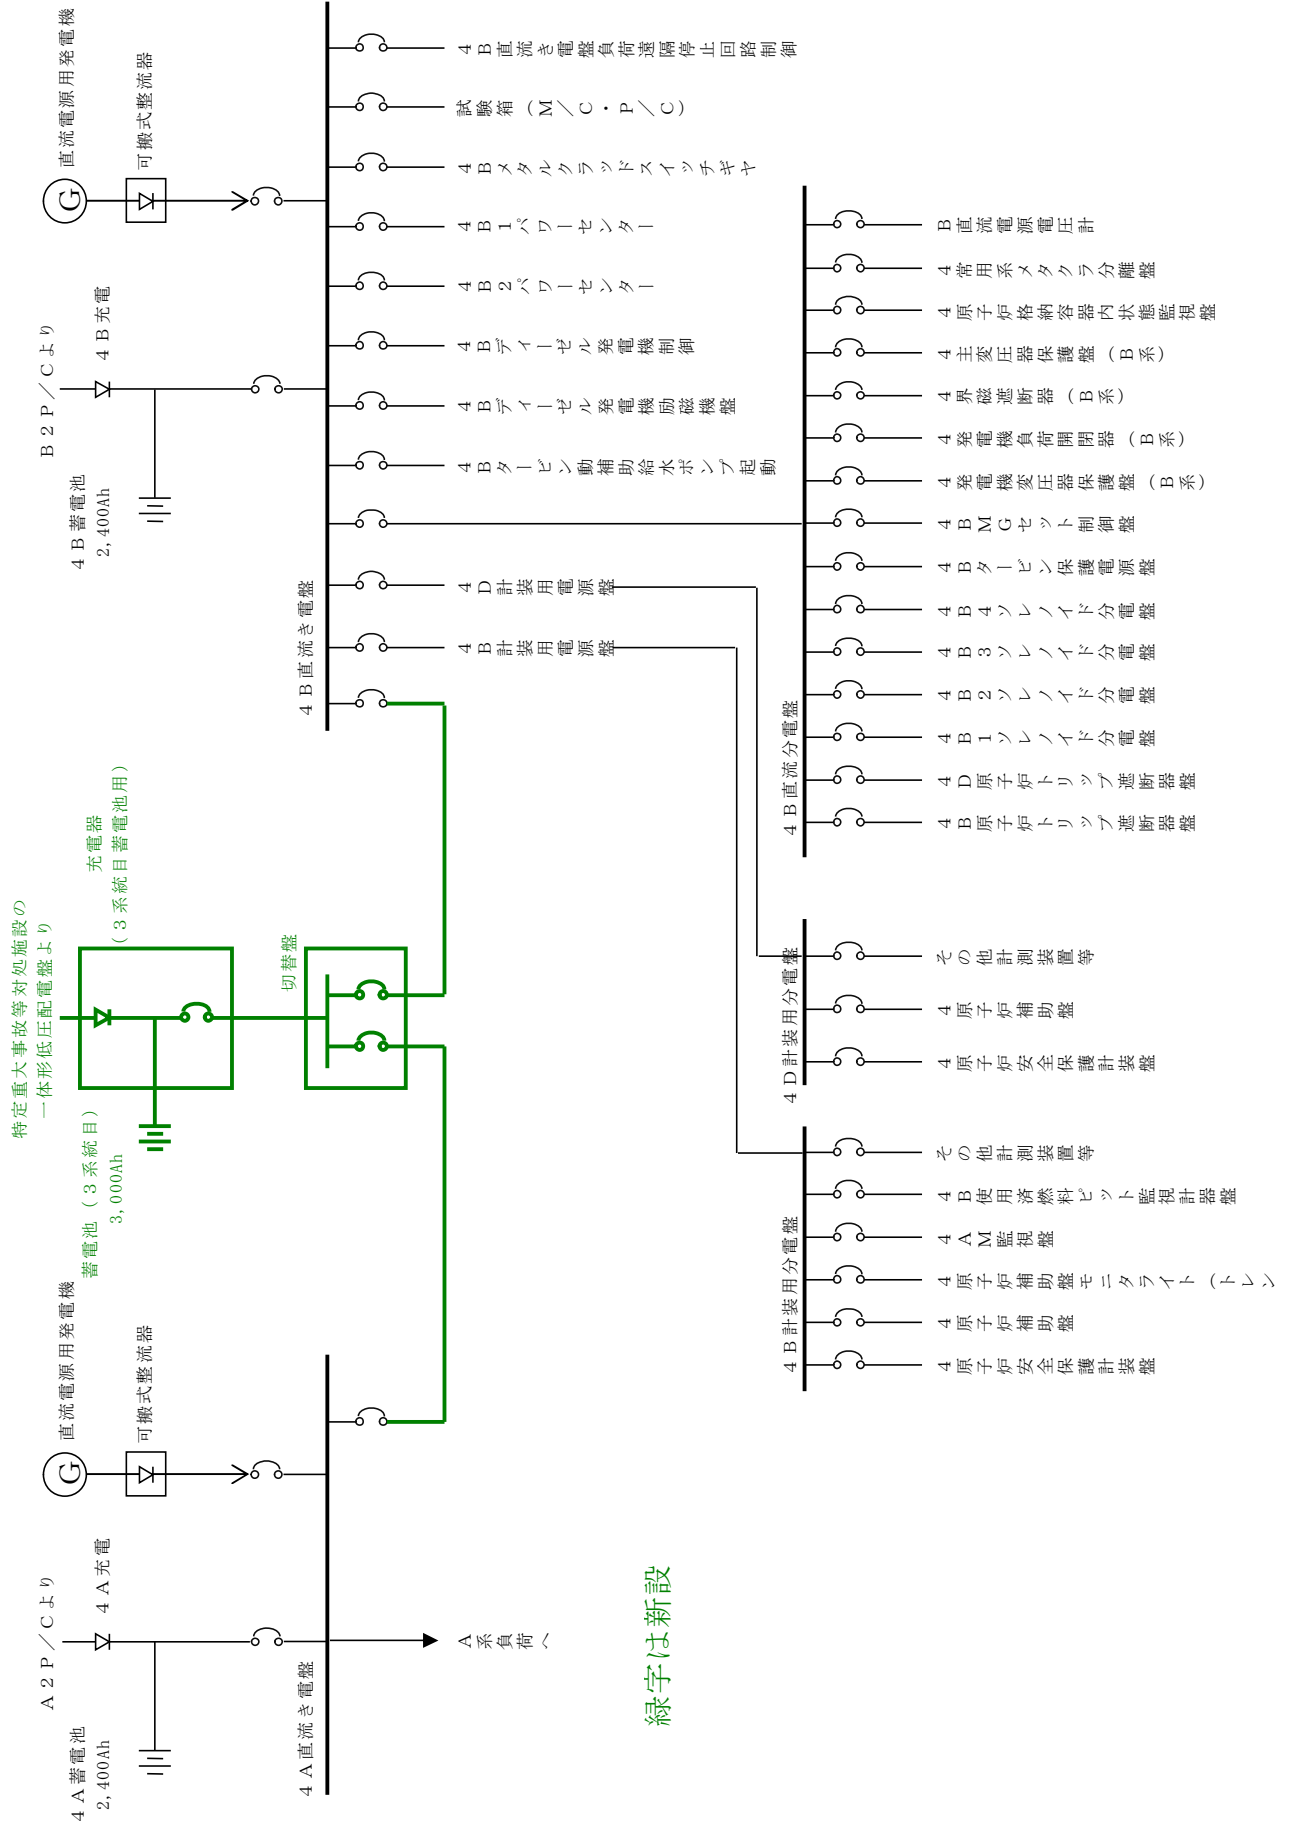 A2P/Cより
4A蓄電池
2,400Ah
4A充電
直流電源用発電機
G
可搬式整流器
4A直流き電盤
A系負荷へ
特定重大事故等対処施設の
一体形低圧配電盤より
蓄電池(3系統目)
3,000Ah
充電器
(3系統目蓄電池用)
切替盤
B2P/Cより
4B蓄電池
2,400Ah
4B充電
直流電源用発電機
G
可搬式整流器
4B直流き電盤
4B計装用電源盤
4D計装用電源盤
4Bタービン動補助給水ポンプ起動
4Bディーゼル発電機励磁機盤
4Bディーゼル発電機制御
4B2パワーセンター
4B1パワーセンター
4Bメタルクラッドスイッチギヤ
試験箱(M/C・P/C)
4B直流き電盤負荷遠隔停止回路制御
緑字は新設
4B計装用分電盤
4原子炉安全保護計装盤
4原子炉補助盤
4原子炉補助盤モニタライト(トレン
4AM監視盤
4B使用済燃料ピット監視計器盤
その他計測装置等
4D計装用分電盤
4原子炉安全保護計装盤
4原子炉補助盤
その他計測装置等
4B直流分電盤
4B原子炉トリップ遮断器盤
4D原子炉トリップ遮断器盤
4B1ソレノイド分電盤
4B2ソレノイド分電盤
4B3ソレノイド分電盤
4B4ソレノイド分電盤
4Bタービン保護電源盤
4BMGセット制御盤
4発電機変圧器保護盤(B系)
4発電機負荷開閉器(B系)
4界磁遮断器(B系)
4主変圧器保護盤(B系)
4原子炉格納容器内状態監視盤
4常用系メタクラ分離盤
B直流電源電圧計